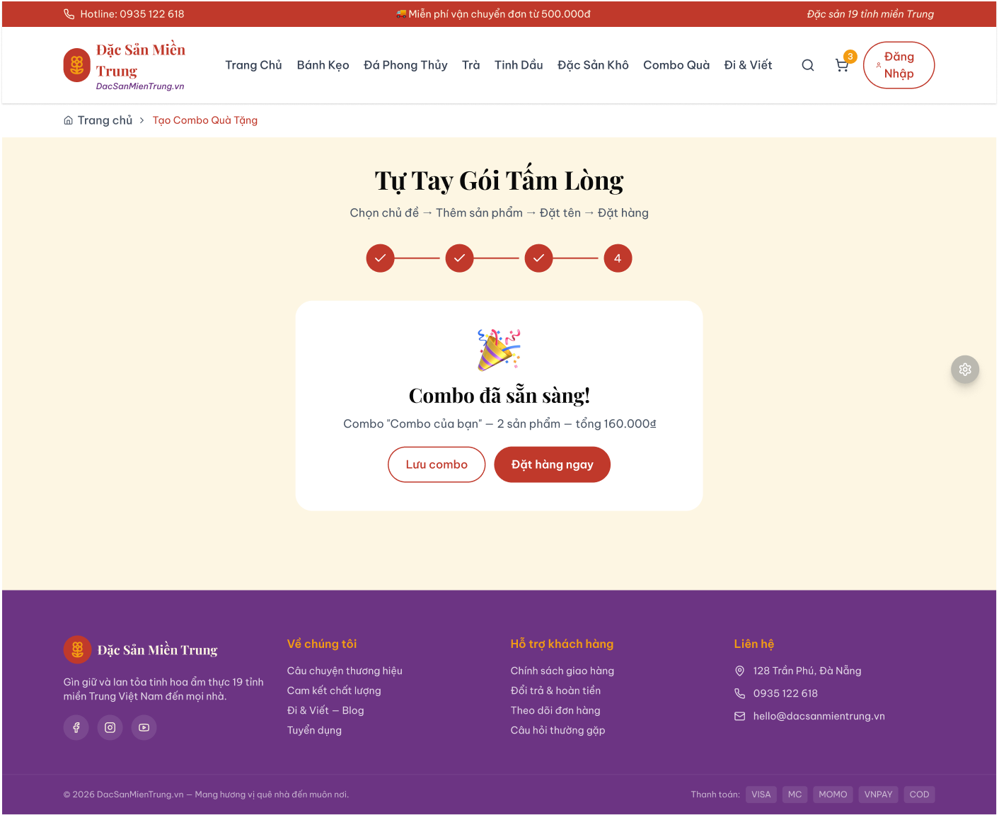 Hotline: 0935 122 618
🚚 Miễn phí vận chuyển đơn từ 500.000đ
Đặc sản 19 tỉnh miền Trung
Đặc Sản Miền
Trung
DacSanMienTrung.vn
Trang Chủ
Bánh Kẹo
Đá Phong Thủy
Trà
Tinh Dầu
Đặc Sản Khô
Combo Quà
Đi & Viết
3
Đăng
Nhập
Trang chủ
Tạo Combo Quà Tặng
Tự Tay Gói Tấm Lòng
Chọn chủ đề → Thêm sản phẩm → Đặt tên → Đặt hàng
4
Combo đã sẵn sàng!
Combo "Combo của bạn" — 2 sản phẩm — tổng 160.000₫
Lưu combo
Đặt hàng ngay
Đặc Sản Miền Trung
Gìn giữ và lan tỏa tinh hoa ẩm thực 19 tỉnh
miền Trung Việt Nam đến mọi nhà.
Về chúng tôi
Câu chuyện thương hiệu
Cam kết chất lượng
Đi & Viết — Blog
Tuyển dụng
Hỗ trợ khách hàng
Chính sách giao hàng
Đổi trả & hoàn tiền
Theo dõi đơn hàng
Câu hỏi thường gặp
Liên hệ
128 Trần Phú, Đà Nẵng
0935 122 618
hello@dacsanmientrung.vn
© 2026 DacSanMienTrung.vn — Mang hương vị quê nhà đến muôn nơi.
Thanh toán:
VISA
MC
MOMO
VNPAY
COD